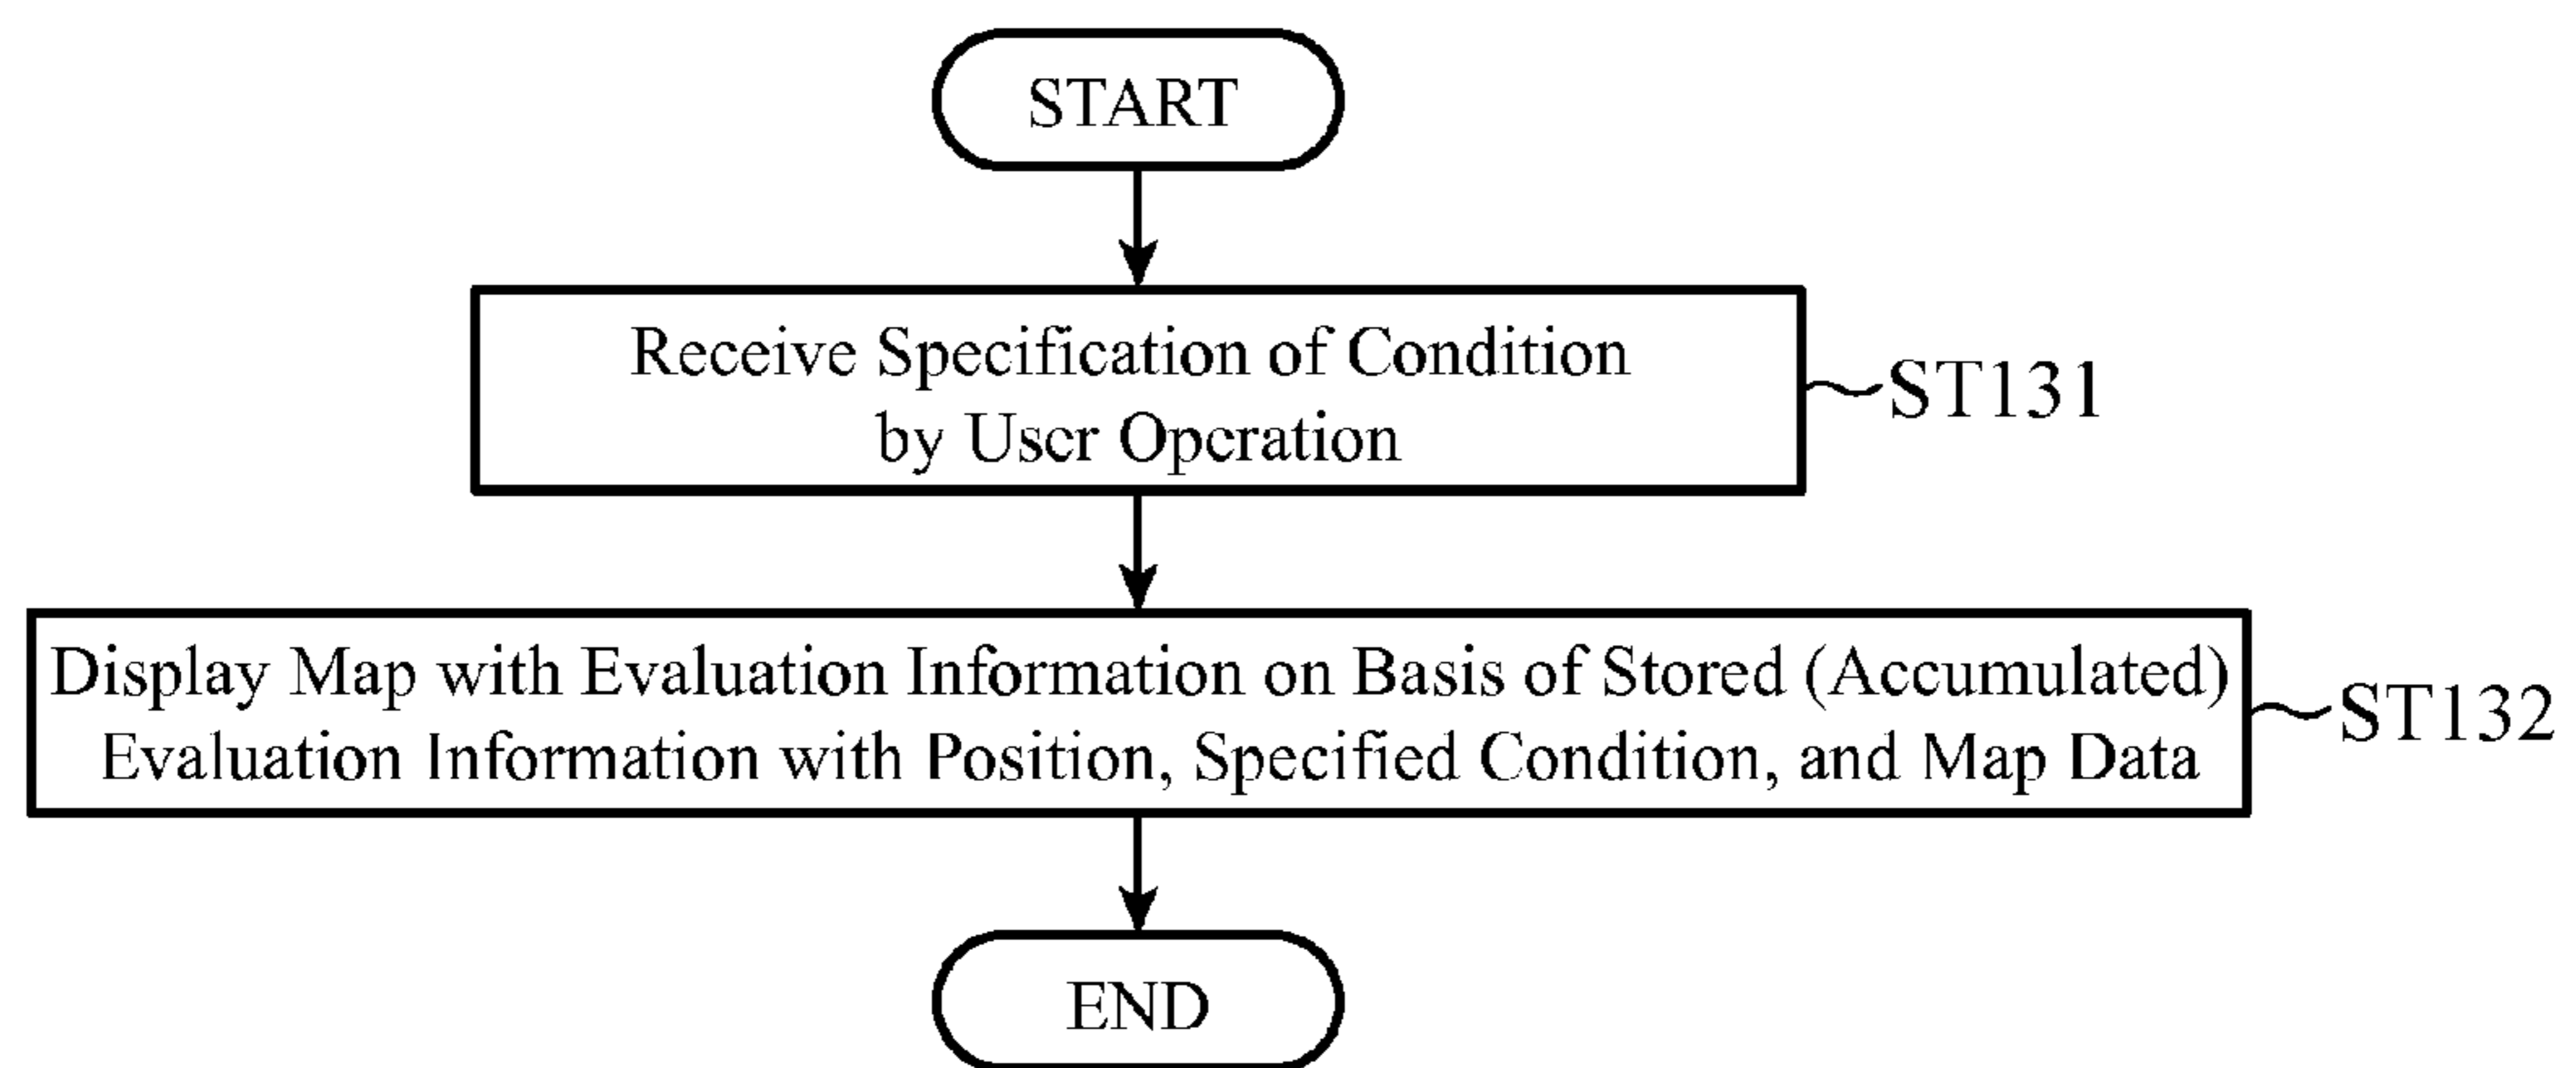 START
Receive Specification of Condition
by User Operation
ST131
Display Map with Evaluation Information on Basis of Stored (Accumulated)
Evaluation Information with Position, Specified Condition, and Map Data
ST132
END